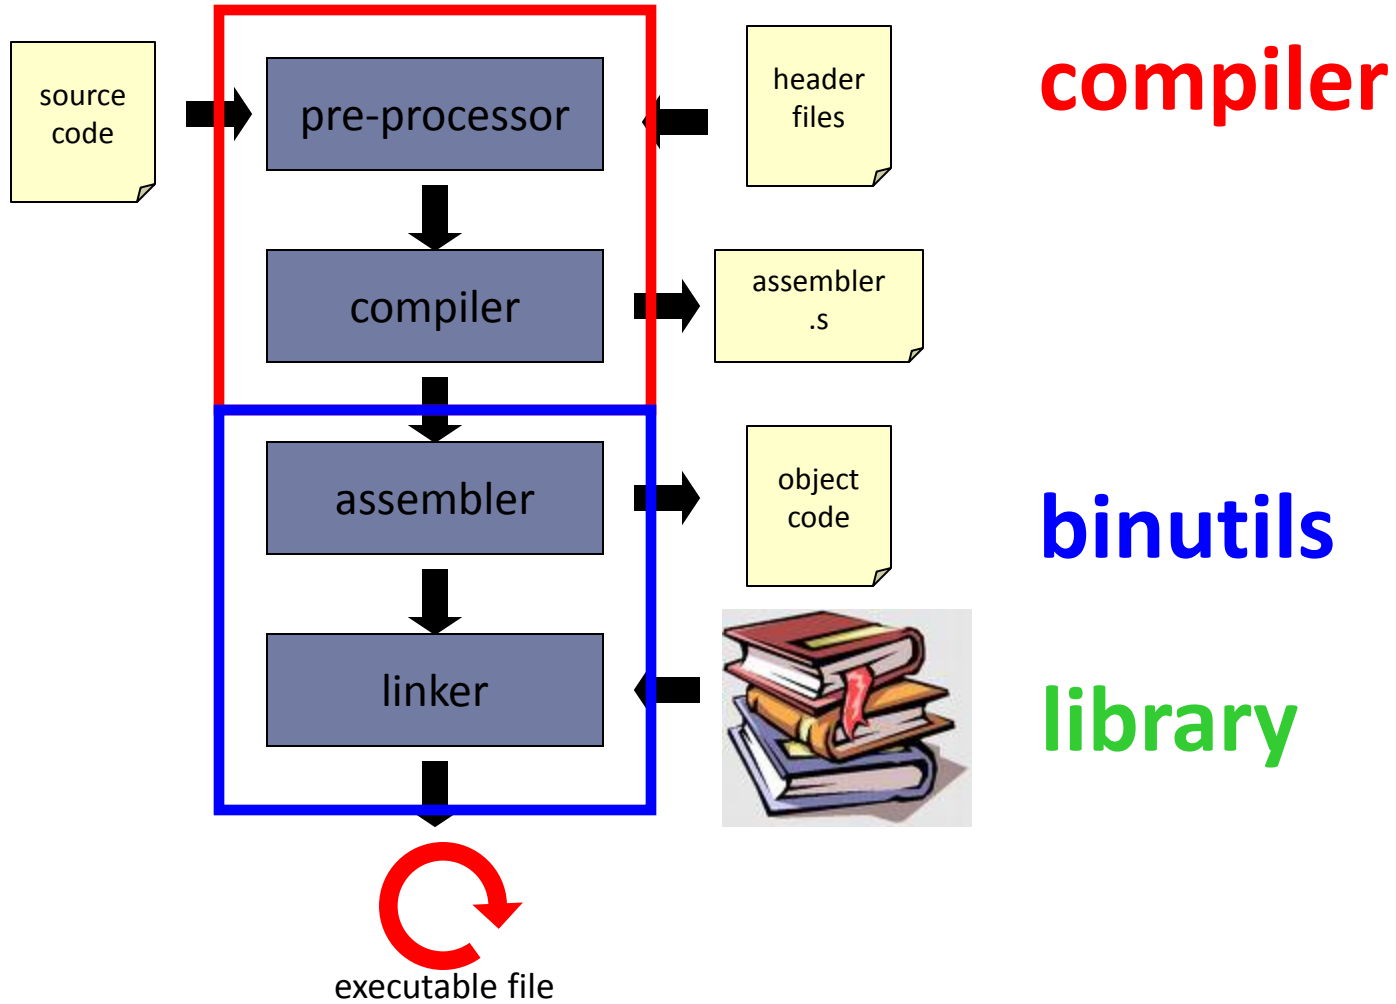 source
code
pre-processor
header
files
compiler
compiler
assembler
.s
assembler
object
code
binutils
linker
library
executable file